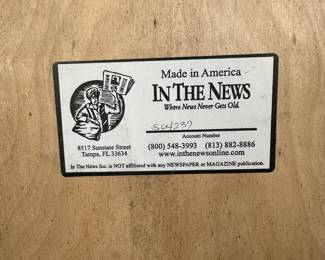 Made in America
IN THE NEWS
Where News Never Gets Old.
564237
Account Number
8517 Sunstate Street
Tampa, FL 33634
(800) 548-3993 (813) 882-8886
www.inthenewsonline.com
In The News Inc. is NOT affiliated with any NEWSPAPER or MAGAZINE publication.